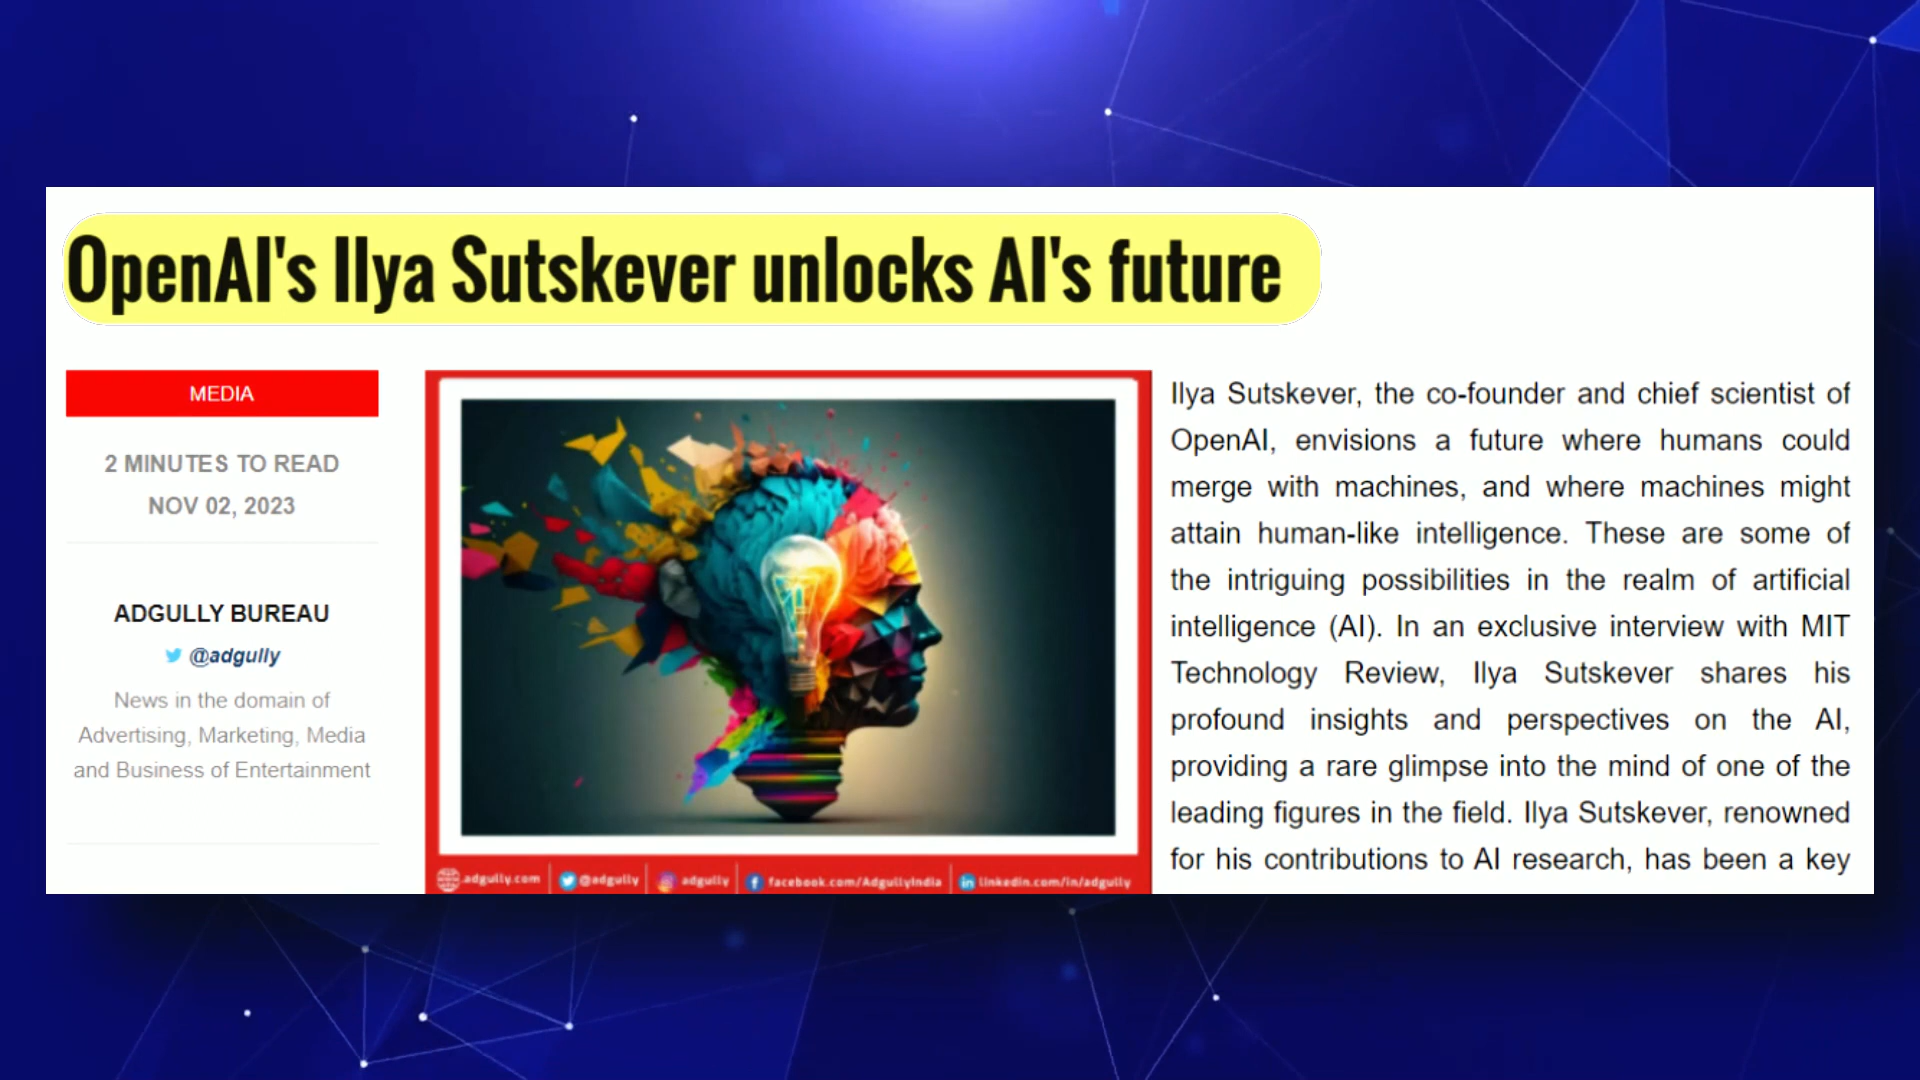 OpenAI's Ilya Sutskever unlocks AI's future
MEDIA
2 MINUTES TO READ
NOV 02, 2023
ADGULLY BUREAU
@adgully
News in the domain of
Advertising, Marketing, Media
and Business of Entertainment
adgully.com
@adgully
adgully
facebook.com/AdgullyIndia
linkedin.com/in/adgully
Ilya Sutskever, the co-founder and chief scientist of
OpenAI, envisions a future where humans could
merge with machines, and where machines might
attain human-like intelligence. These are some of
the intriguing possibilities in the realm of artificial
intelligence (AI). In an exclusive interview with MIT
Technology Review, Ilya Sutskever shares his
profound insights and perspectives on the AI,
providing a rare glimpse into the mind of one of the
leading figures in the field. Ilya Sutskever, renowned
for his contributions to AI research, has been a key